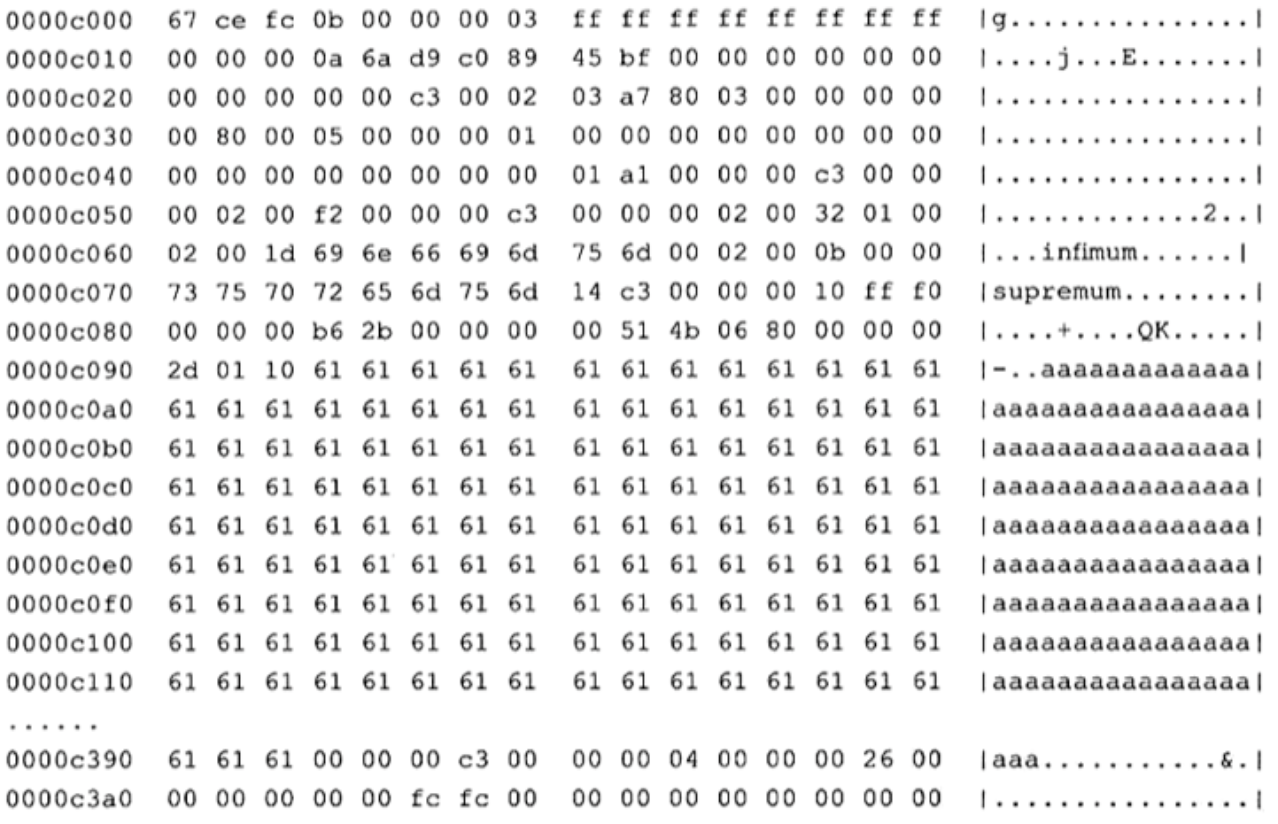 0000c000 67 ce fc 0b 00 00 00 03 ff ff ff ff ff ff ff ff |g...............|
0000c010 00 00 00 0a 6a d9 c0 89 45 bf 00 00 00 00 00 00 |....j...E.......|
0000c020 00 00 00 00 00 c3 00 02 03 a7 80 03 00 00 00 00 |................|
0000c030 00 80 00 05 00 00 00 01 00 00 00 00 00 00 00 00 |................|
0000c040 00 00 00 00 00 00 00 00 01 a1 00 00 00 c3 00 00 |................|
0000c050 00 02 00 f2 00 00 00 c3 00 00 00 02 00 32 01 00 |.............2..|
0000c060 02 00 1d 69 6e 66 69 6d 75 6d 00 02 00 0b 00 00 |...infimum......|
0000c070 73 75 70 72 65 6d 75 6d 14 c3 00 00 00 10 ff f0 |supremum........|
0000c080 00 00 00 b6 2b 00 00 00 00 51 4b 06 80 00 00 00 |....+....QK.....|
0000c090 2d 01 10 61 61 61 61 61 61 61 61 61 61 61 61 61 |-..aaaaaaaaaaaaa|
0000c0a0 61 61 61 61 61 61 61 61 61 61 61 61 61 61 61 61 |aaaaaaaaaaaaaaaa|
0000c0b0 61 61 61 61 61 61 61 61 61 61 61 61 61 61 61 61 |aaaaaaaaaaaaaaaa|
0000c0c0 61 61 61 61 61 61 61 61 61 61 61 61 61 61 61 61 |aaaaaaaaaaaaaaaa|
0000c0d0 61 61 61 61 61 61 61 61 61 61 61 61 61 61 61 61 |aaaaaaaaaaaaaaaa|
0000c0e0 61 61 61 61 61 61 61 61 61 61 61 61 61 61 61 61 |aaaaaaaaaaaaaaaa|
0000c0f0 61 61 61 61 61 61 61 61 61 61 61 61 61 61 61 61 |aaaaaaaaaaaaaaaa|
0000c100 61 61 61 61 61 61 61 61 61 61 61 61 61 61 61 61 |aaaaaaaaaaaaaaaa|
0000c110 61 61 61 61 61 61 61 61 61 61 61 61 61 61 61 61 |aaaaaaaaaaaaaaaa|
......
0000c390 61 61 61 00 00 00 c3 00 00 00 04 00 00 00 26 00 |aaa...........&.|
0000c3a0 00 00 00 00 00 fc fc 00 00 00 00 00 00 00 00 00 |................|